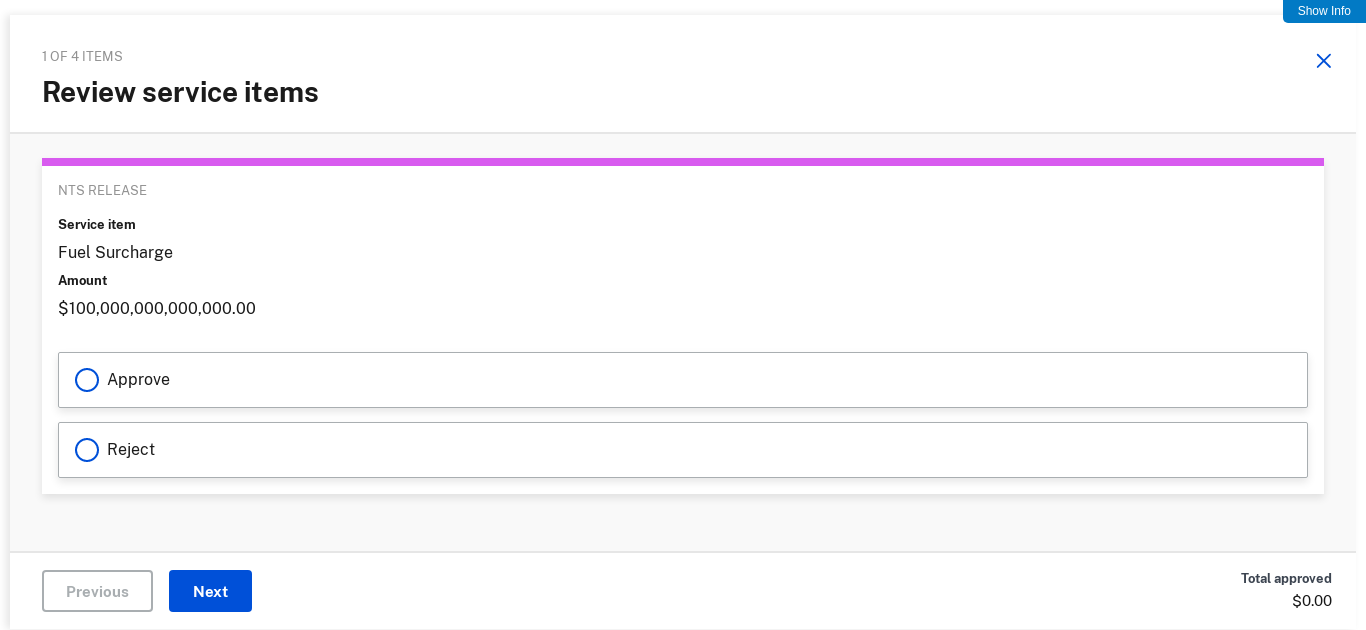 Show Info
1 OF 4 ITEMS
Review service items
NTS RELEASE
Service item
Fuel Surcharge
Amount
$100,000,000,000,000.00
Approve
Reject
Previous
Next
Total approved
$0.00